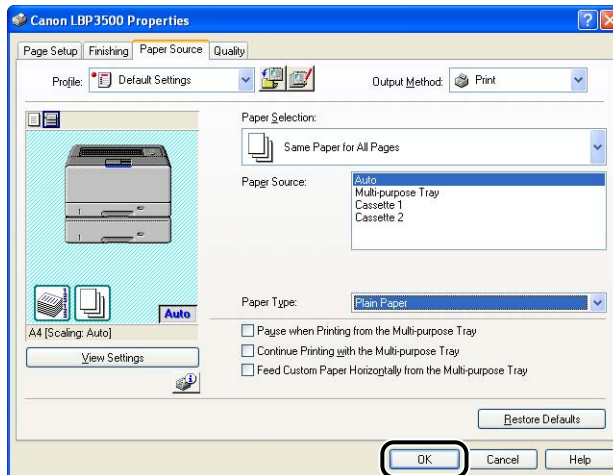 Canon LBP3500 Properties
Page Setup Finishing Paper Source Quality
Profile: Default Settings Output Method: Print
Paper Selection:
Same Paper for All Pages
Paper Source: Auto
Multi-purpose Tray
Cassette 1
Cassette 2
Auto
Paper Type: Plain Paper
A4 [Scaling: Auto]
Pause when Printing from the Multi-purpose Tray
View Settings
Continue Printing with the Multi-purpose Tray
Feed Custom Paper Horizontally from the Multi-purpose Tray
Restore Defaults
OK Cancel Help